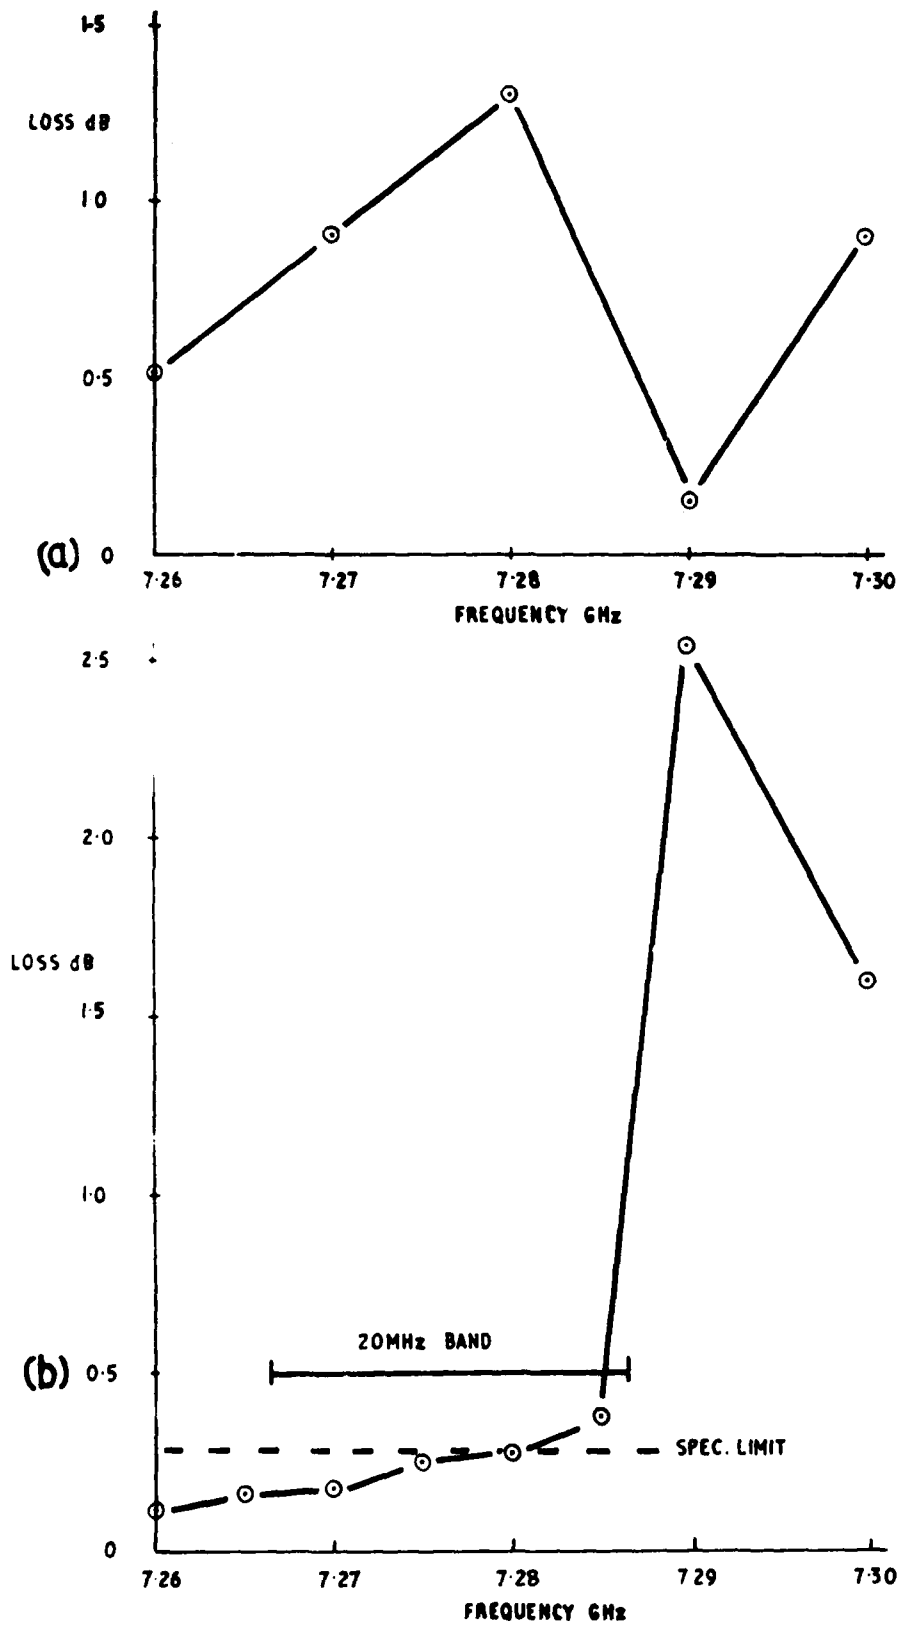 1·5
LOSS dB
1·0
0·5
(a) 0
7·26 7·27 7·28 7·29 7·30
FREQUENCY GHz
2·5
2·0
LOSS dB
1·5
1·0
20MHz BAND
(b) 0·5
SPEC. LIMIT
0
7·26 7·27 7·28 7·29 7·30
FREQUENCY GHz